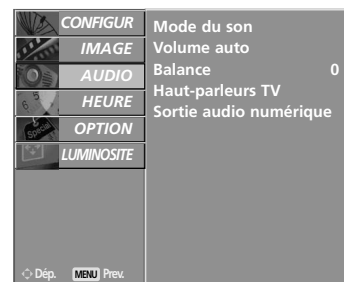 CONFIGUR
IMAGE
AUDIO
HEURE
OPTION
LUMINOSITE
Mode du son
Volume auto
Balance 0
Haut-parleurs TV
Sortie audio numérique
Dép. MENU Prev.